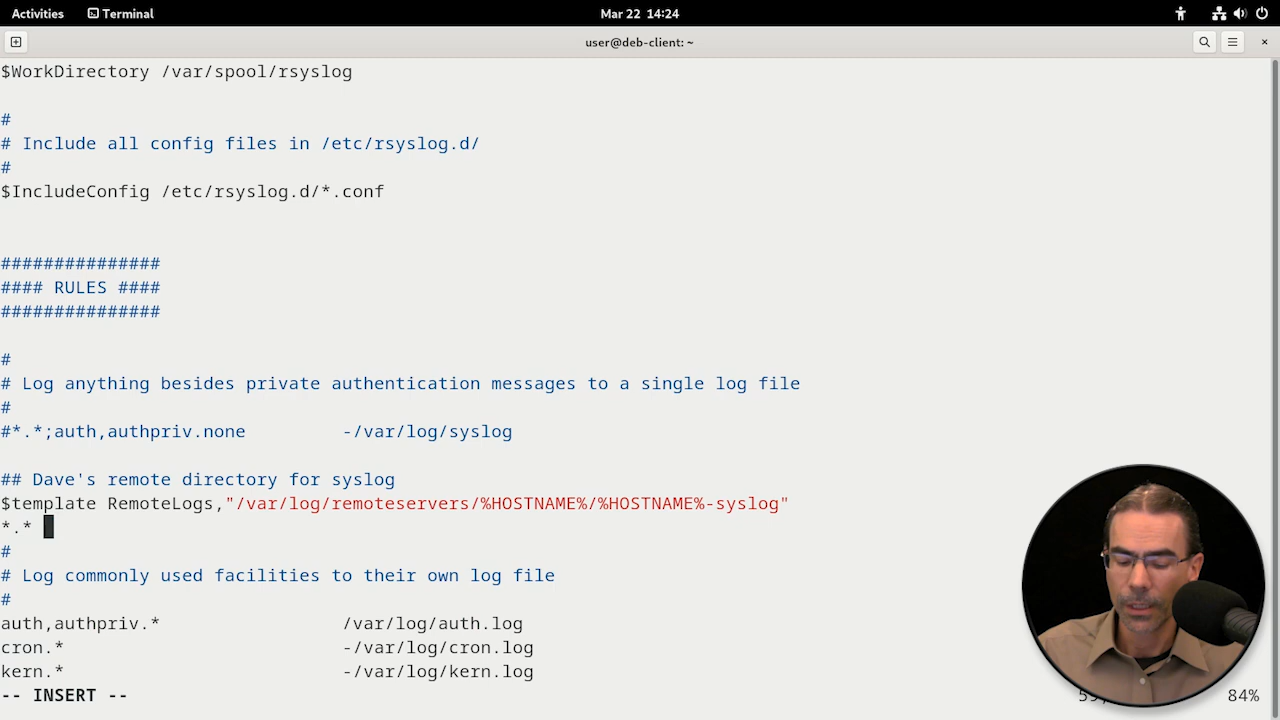 Activities Terminal Mar 22 14:24
user@deb-client: ~
$WorkDirectory /var/spool/rsyslog
#
# Include all config files in /etc/rsyslog.d/
#
$IncludeConfig /etc/rsyslog.d/*.conf
###############
#### RULES ####
###############
#
# Log anything besides private authentication messages to a single log file
#
#*.*;auth,authpriv.none -/var/log/syslog
## Dave's remote directory for syslog
$template RemoteLogs,"/var/log/remoteservers/%HOSTNAME%/%HOSTNAME%-syslog"
*.*
#
# Log commonly used facilities to their own log file
#
auth,authpriv.* /var/log/auth.log
cron.* -/var/log/cron.log
kern.* -/var/log/kern.log
-- INSERT -- 84%